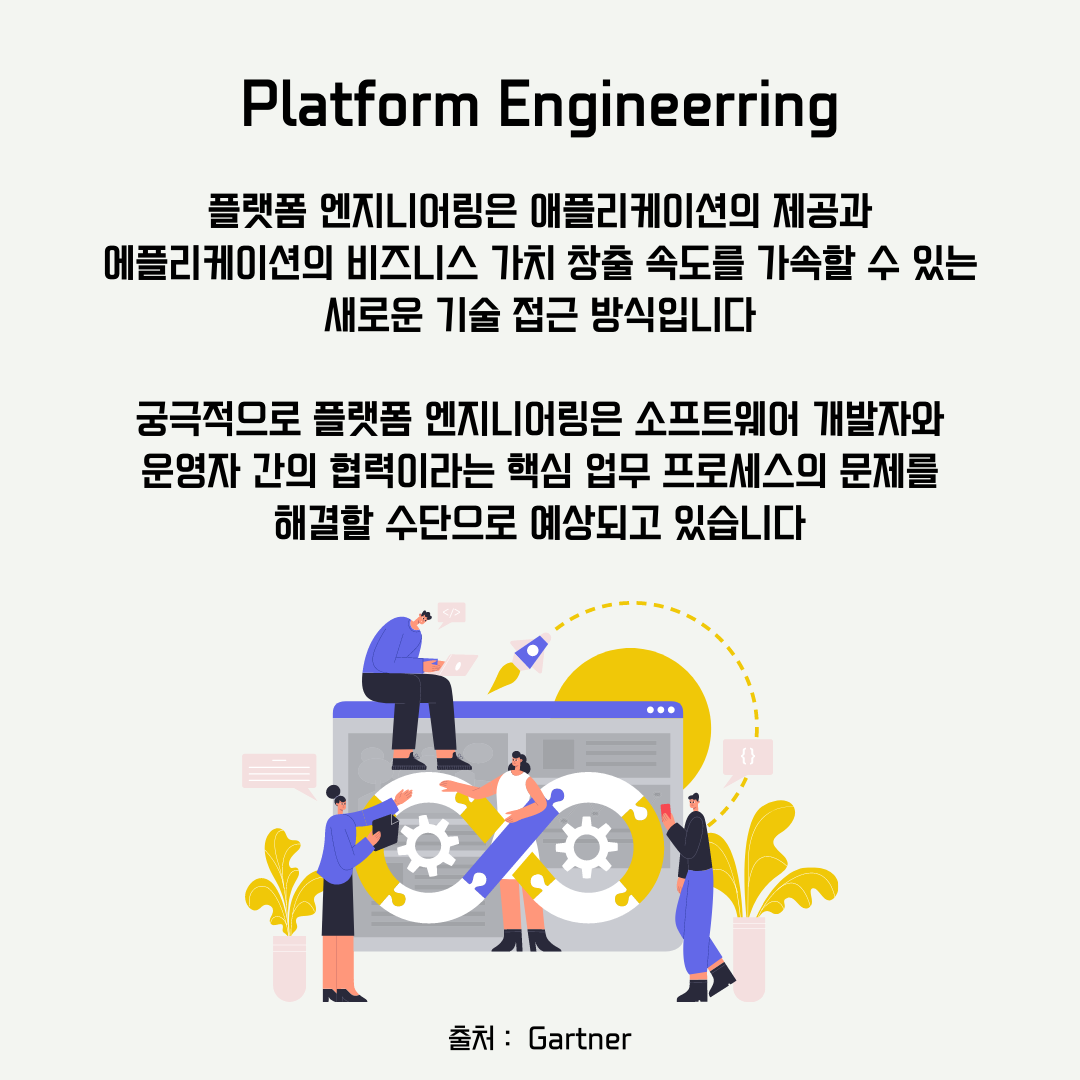 Platform Engineerring
플랫폼 엔지니어링은 애플리케이션의 제공과
에플리케이션의 비즈니스 가치 창출 속도를 가속할 수 있는
새로운 기술 접근 방식입니다
궁극적으로 플랫폼 엔지니어링은 소프트웨어 개발자와
운영자 간의 협력이라는 핵심 업무 프로세스의 문제를
해결할 수단으로 예상되고 있습니다
</>
{}
출처 : Gartner